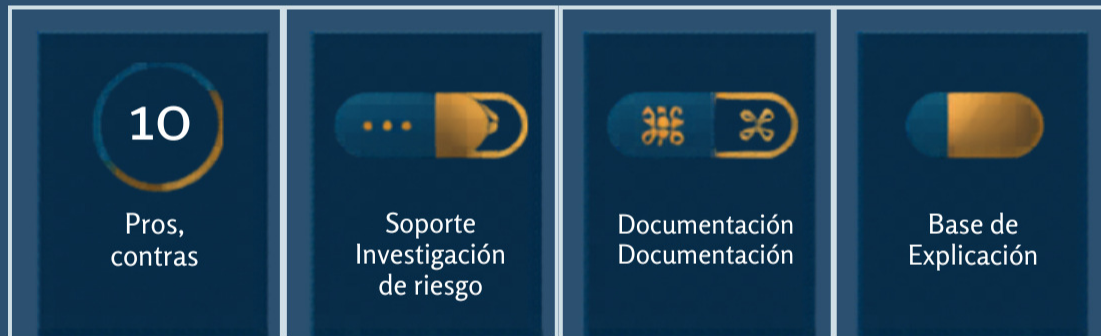 10
Pros,
contras
Soporte
Investigación
de riesgo
Documentación
Documentación
Base de
Explicación